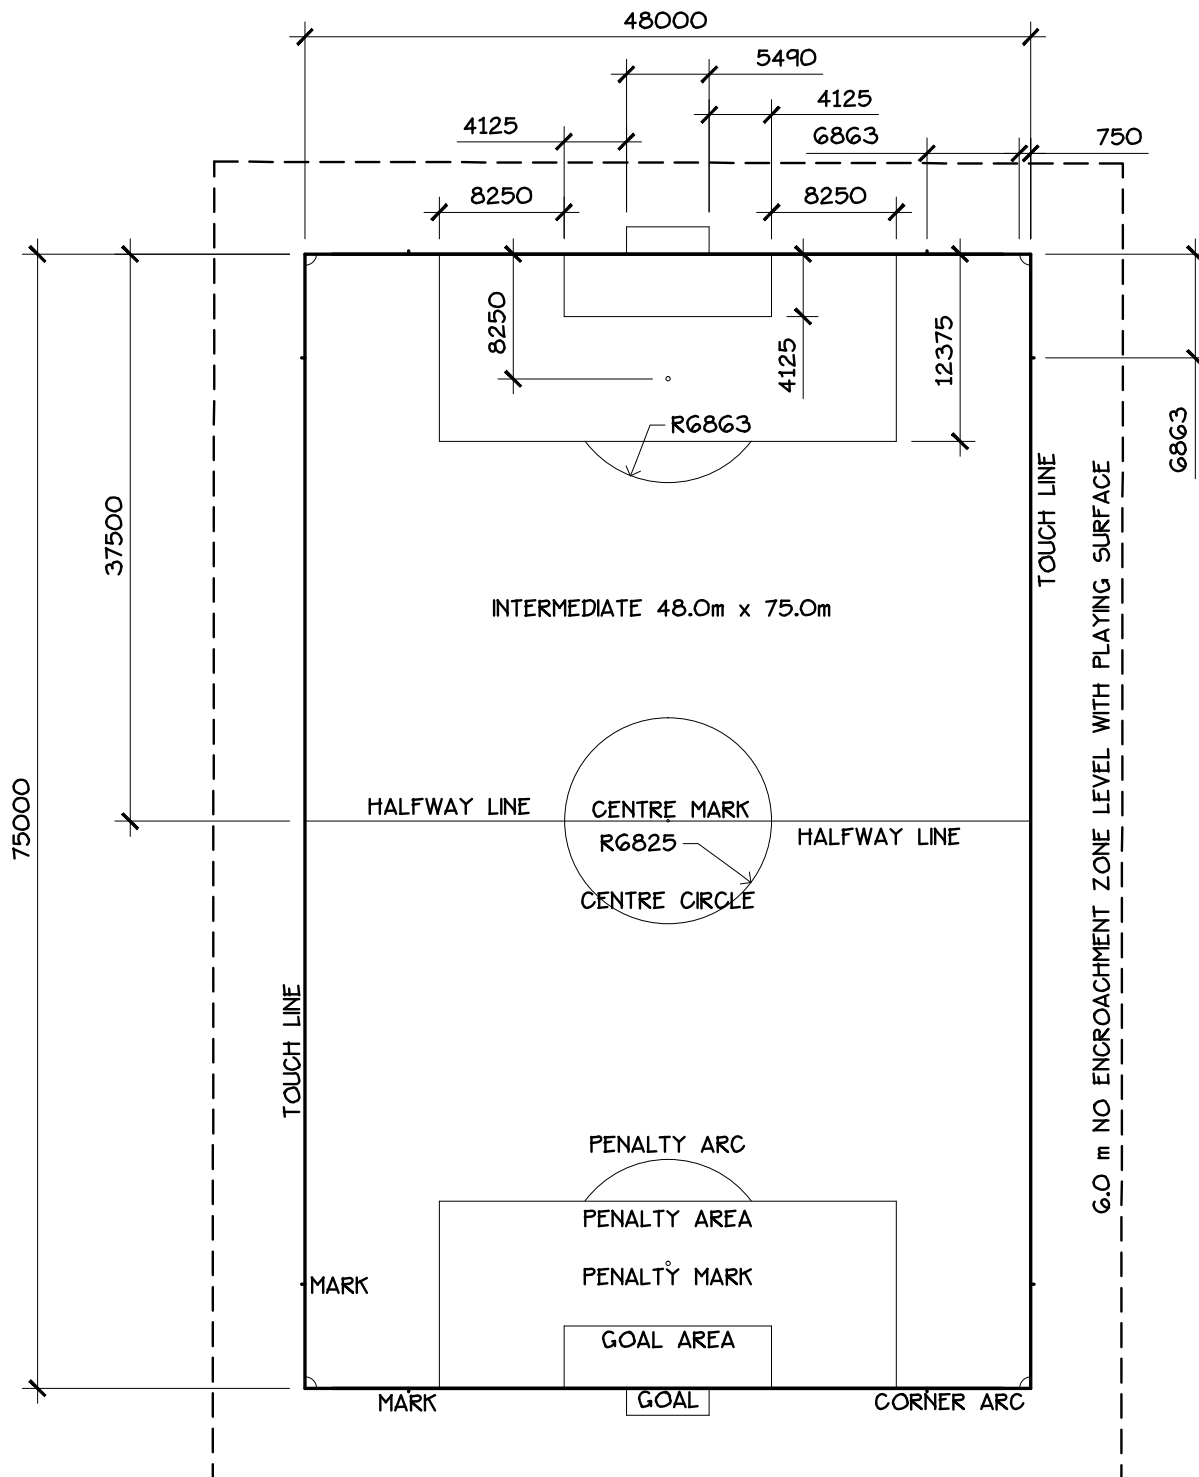 48000
5490
4125
4125
6863
750
8250
8250
8250
4125
12375
R6863
6863
TOUCH LINE
37500
INTERMEDIATE 48.0m x 75.0m
6.0 m NO ENCROACHMENT ZONE LEVEL WITH PLAYING SURFACE
75000
HALFWAY LINE
CENTRE MARK
HALFWAY LINE
R6825
CENTRE CIRCLE
TOUCH LINE
PENALTY ARC
PENALTY AREA
PENALTY MARK
MARK
GOAL AREA
MARK
GOAL
CORNER ARC